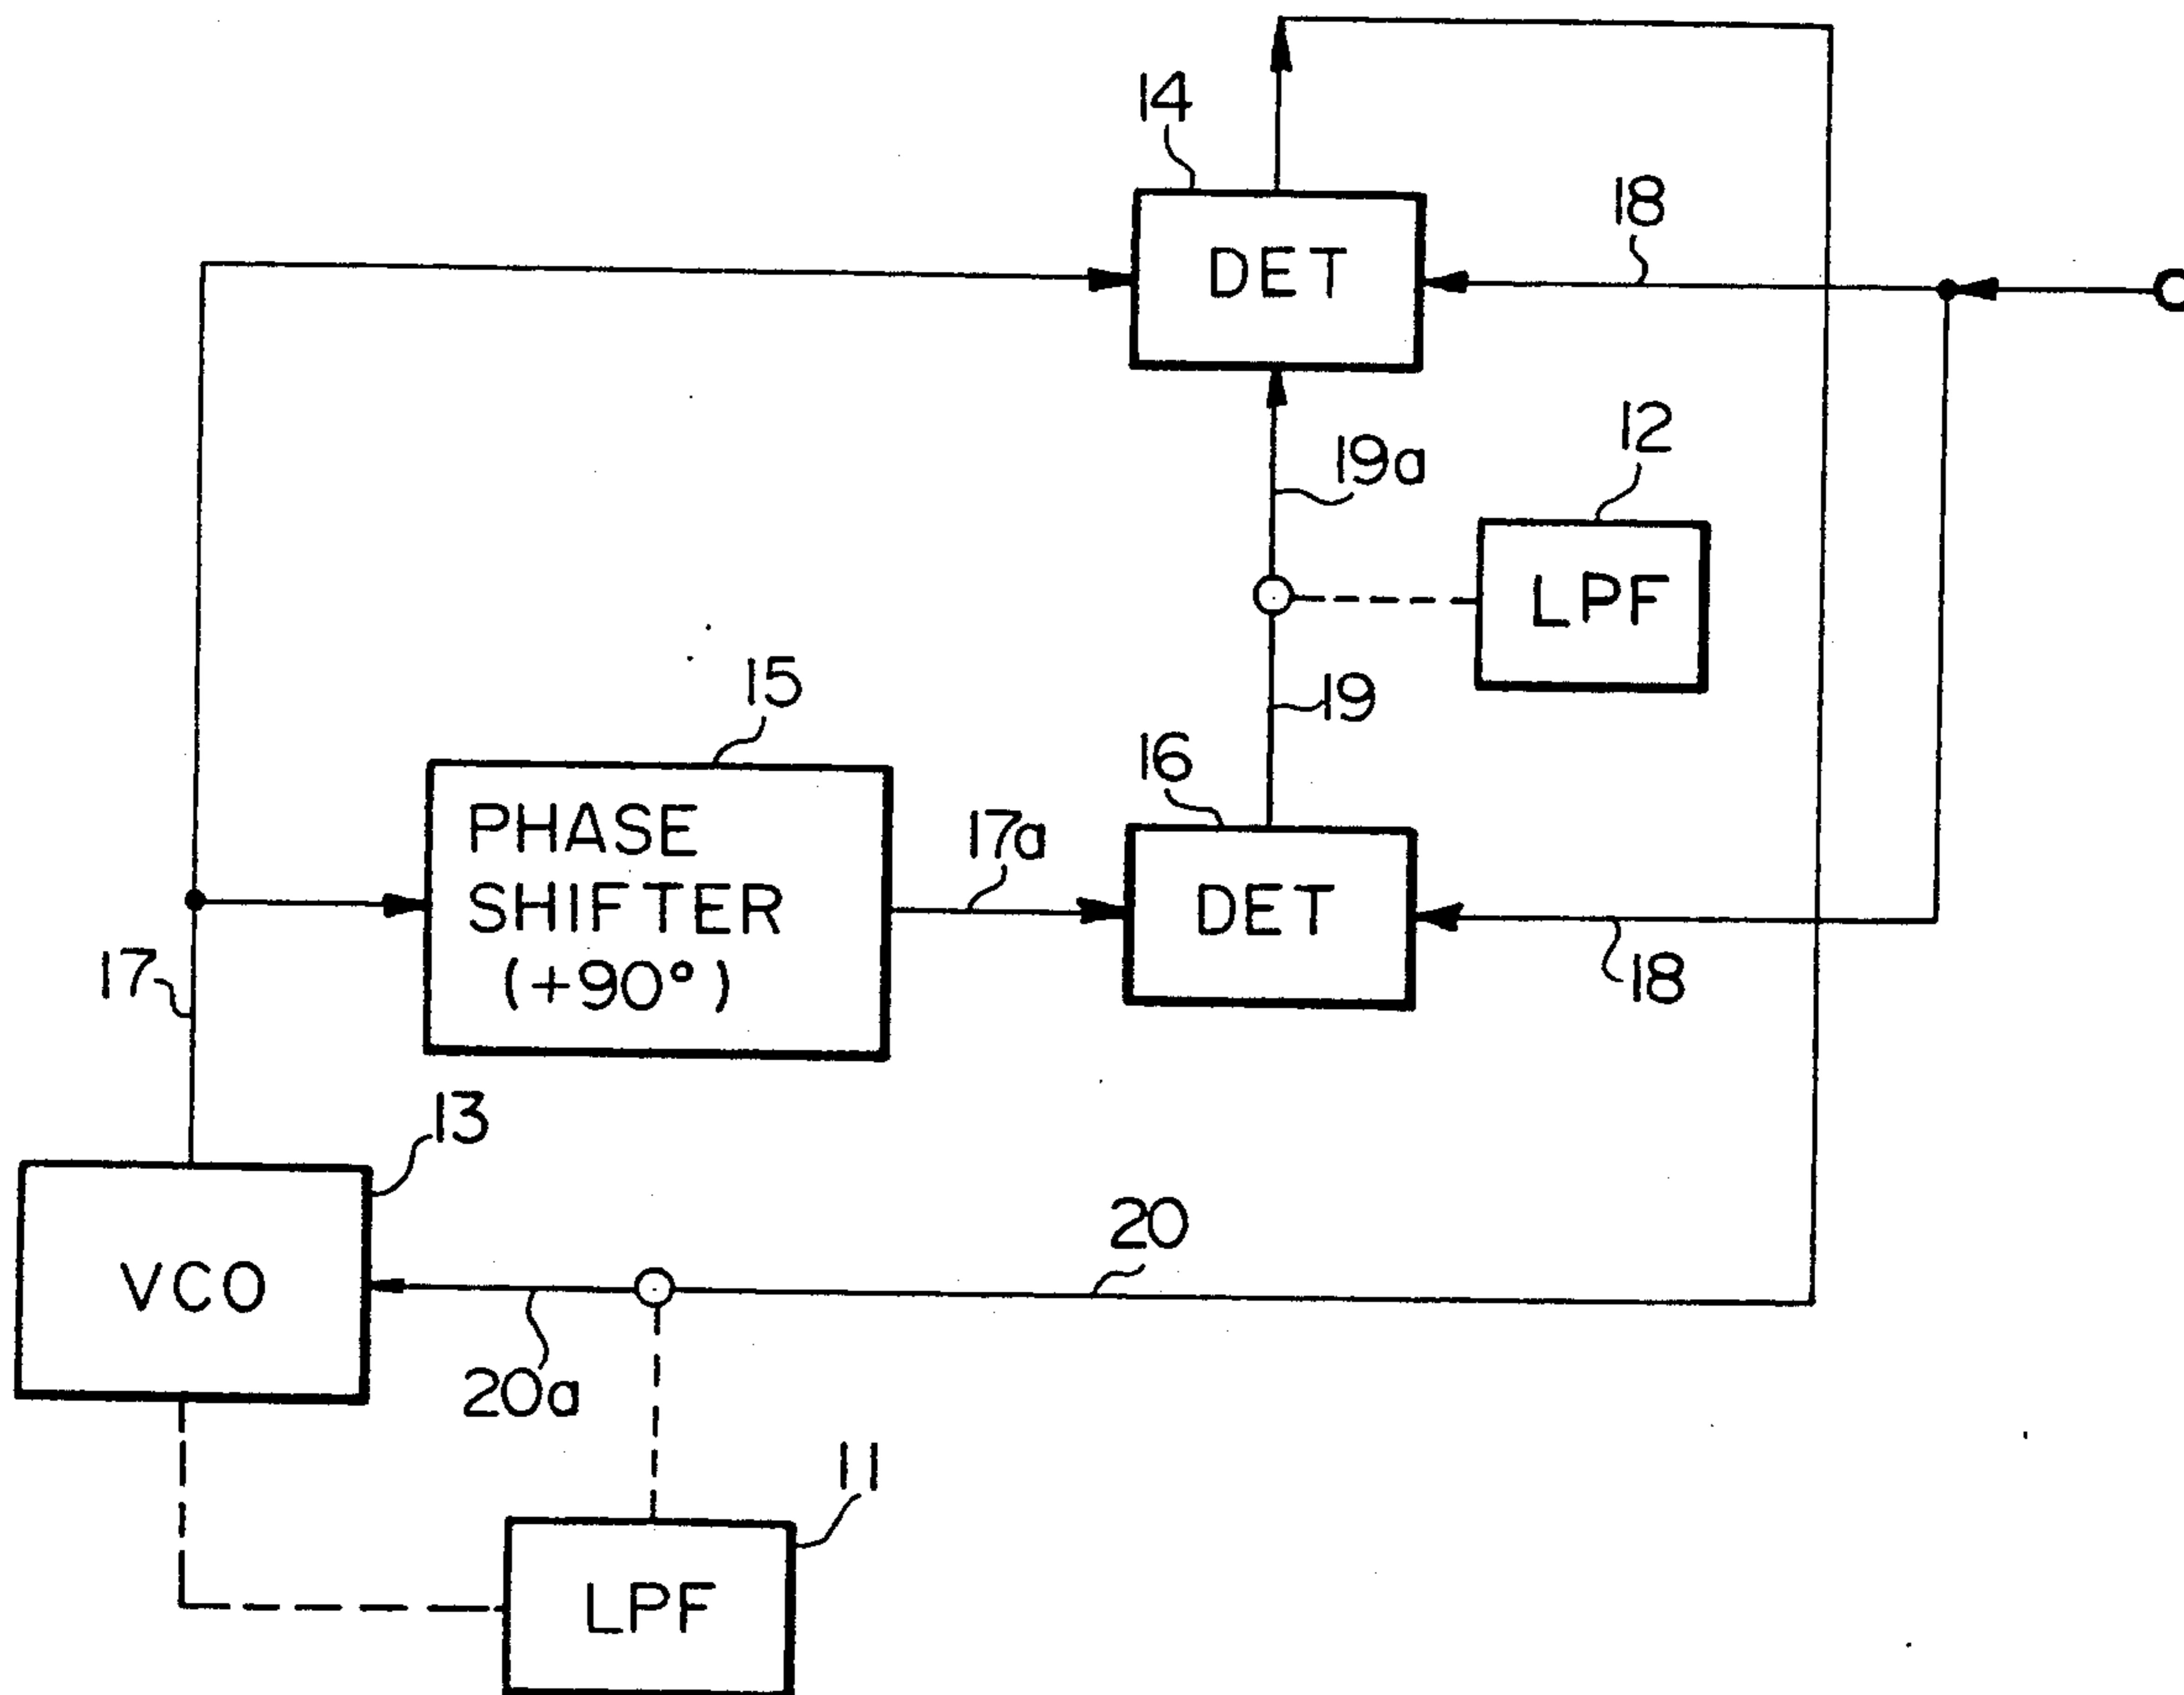 14
18
DET
12
19a
LPF
15
19
16
PHASE
SHIFTER
(+90°)
17a
DET
17
18
13
20
VCO
20a
11
LPF